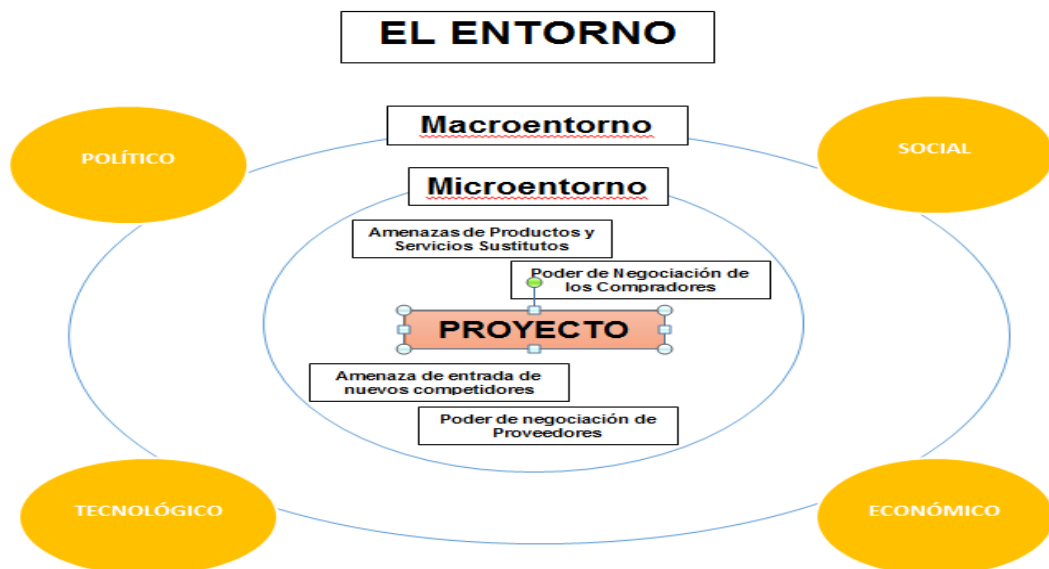 EL ENTORNO
Macroentorno
POLÍTICO
SOCIAL
Microentorno
Amenazas de Productos y
Servicios Sustitutos
Poder de Negociación de
los Compradores
PROYECTO
Amenaza de entrada de
nuevos competidores
Poder de negociación de
Proveedores
TECNOLÓGICO
ECONÓMICO